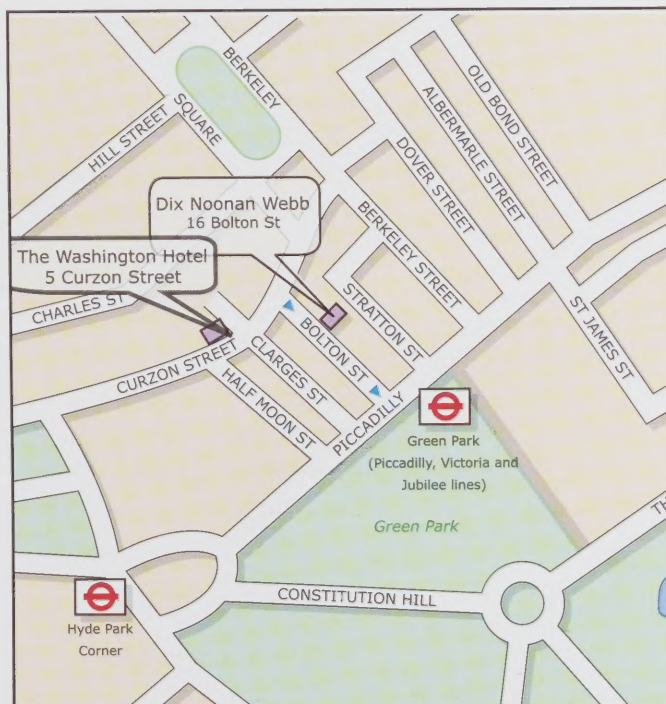 BERKELEY
SQUARE
HILL STREET
OLD BOND STREET
ALBERMARLE STREET
DOVER STREET
Dix Noonan Webb
16 Bolton St
BERKELEY STREET
The Washington Hotel
5 Curzon Street
CHARLES ST
STRATTON ST
BOLTON ST
ST JAMES ST
CURZON STREET
CLARGES ST
HALF MOON ST
PICCADILLY
Green Park
(Piccadilly, Victoria and
Jubilee lines)
Green Park
TH
CONSTITUTION HILL
Hyde Park
Corner